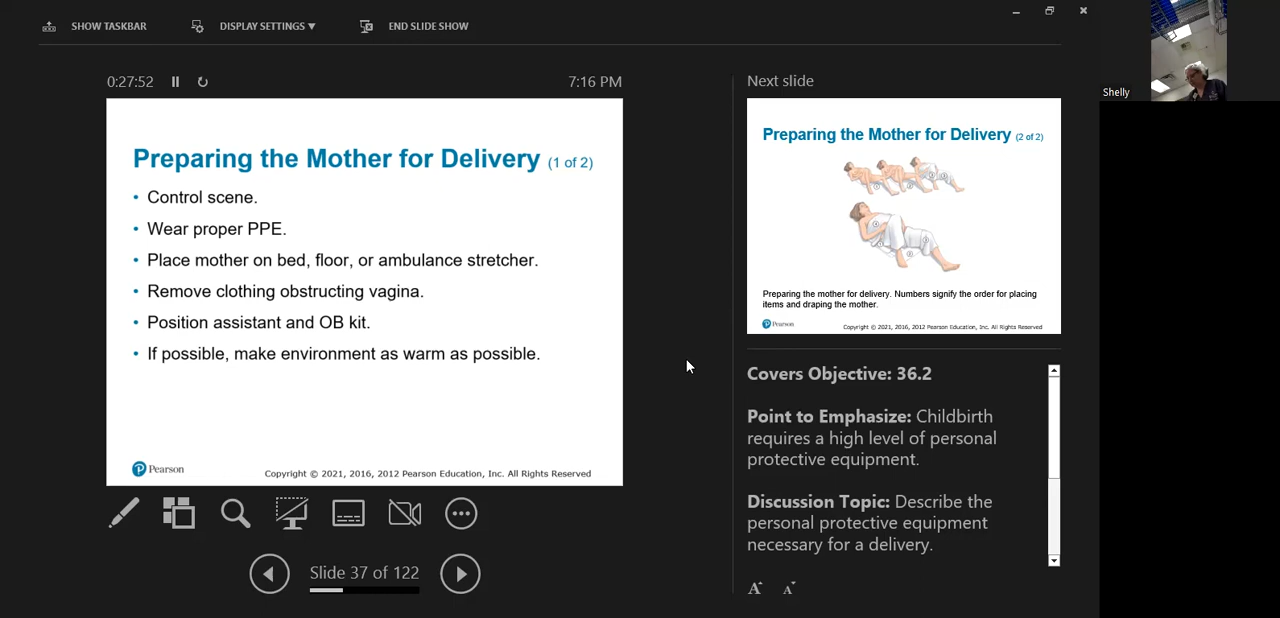 SHOW TASKBAR
DISPLAY SETTINGS ▼
END SLIDE SHOW
0:27:52
7:16 PM
Preparing the Mother for Delivery (1 of 2)
• Control scene.
• Wear proper PPE.
• Place mother on bed, floor, or ambulance stretcher.
• Remove clothing obstructing vagina.
• Position assistant and OB kit.
• If possible, make environment as warm as possible.
Pearson
Copyright © 2021, 2016, 2012 Pearson Education, Inc. All Rights Reserved
Slide 37 of 122
Next slide
Preparing the Mother for Delivery (2 of 2)
Preparing the mother for delivery. Numbers signify the order for placing
items and draping the mother.
Pearson
Copyright © 2021, 2016, 2012 Pearson Education, Inc. All Rights Reserved
Covers Objective: 36.2
Point to Emphasize: Childbirth
requires a high level of personal
protective equipment.
Discussion Topic: Describe the
personal protective equipment
necessary for a delivery.
A A
Shelly